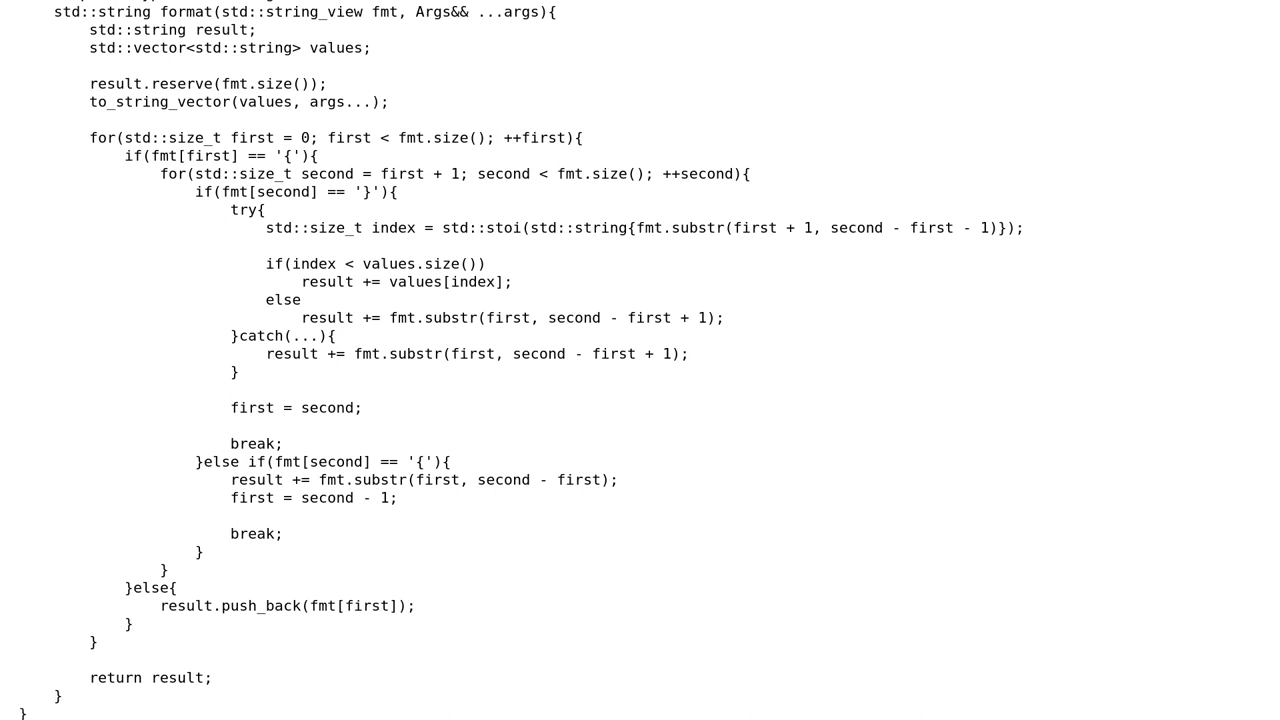 std::string format(std::string_view fmt, Args&& ...args){
std::string result;
std::vector<std::string> values;
result.reserve(fmt.size());
to_string_vector(values, args...);
for(std::size_t first = 0; first < fmt.size(); ++first){
if(fmt[first] == '{'){
for(std::size_t second = first + 1; second < fmt.size(); ++second){
if(fmt[second] == '}'){
try{
std::size_t index = std::stoi(std::string{fmt.substr(first + 1, second - first - 1)});
if(index < values.size())
result += values[index];
else
result += fmt.substr(first, second - first + 1);
}catch(...){
result += fmt.substr(first, second - first + 1);
}
first = second;
break;
}else if(fmt[second] == '{'){
result += fmt.substr(first, second - first);
first = second - 1;
break;
}
}
}else{
result.push_back(fmt[first]);
}
}
return result;
}
}